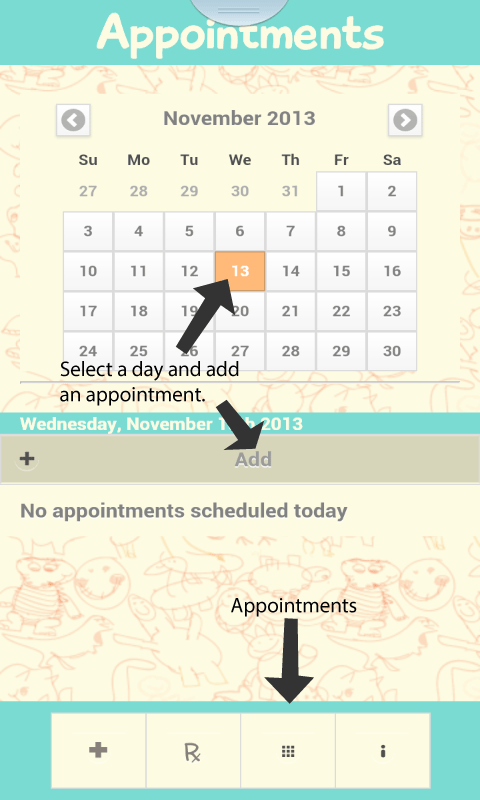 Appointments
November 2013
Su Mo Tu We Th Fr Sa
27 28 29 30 31 1 2
3 4 5 6 7 8 9
10 11 12 13 14 15 16
17 18 19 20 21 22 23
24 25 26 27 28 29 30
Select a day and add
an appointment.
Wednesday, November 2013
Add
No appointments scheduled today
Appointments
Rx
i